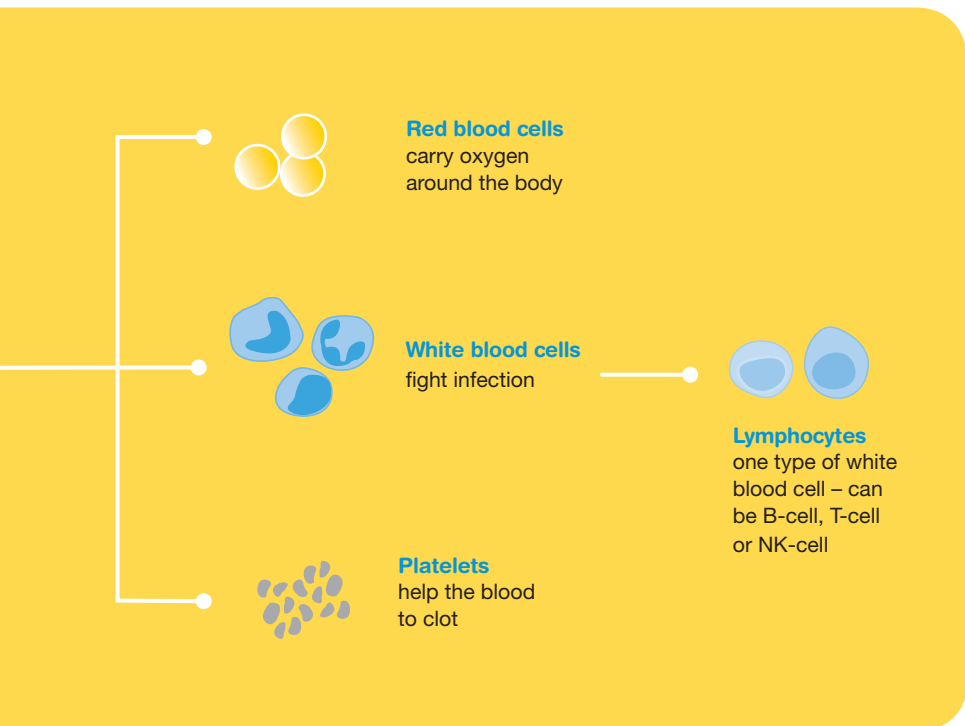 Red blood cells
carry oxygen
around the body
White blood cells
fight infection
Lymphocytes
one type of white
blood cell – can
be B-cell, T-cell
or NK-cell
Platelets
help the blood
to clot